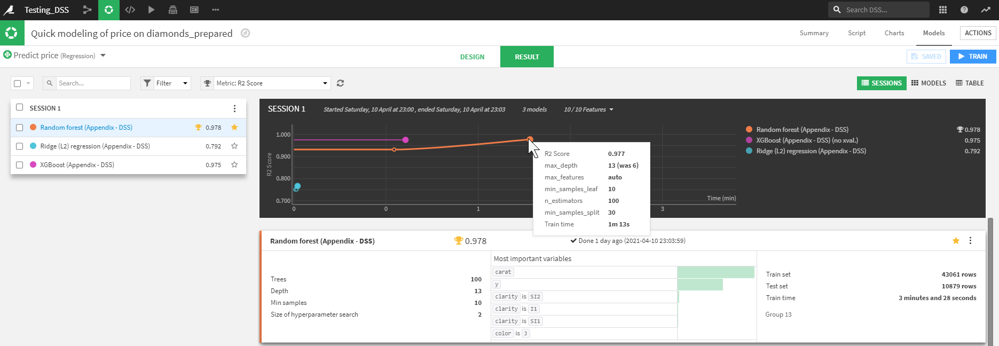 Testing_DSS
Search DSS...
Quick modeling of price on diamonds_prepared
Summary
Script
Charts
Models
ACTIONS
Predict price (Regression)
DESIGN
RESULT
SAVED
TRAIN
Search...
Filter
Metric: R2 Score
SESSIONS
MODELS
TABLE
SESSION 1
Random forest (Appendix - DSS) 0.978
Ridge (L2) regression (Appendix - DSS) 0.792
XGBoost (Appendix - DSS) 0.975
SESSION 1
Started Saturday, 10 April at 23:00 , ended Saturday, 10 April at 23:03
3 models
10 / 10 Features
R2 Score
1.000
0.900
0.800
0.700
0
0
1
3
Time (min)
Random forest (Appendix - DSS) 0.978
XGBoost (Appendix - DSS) (no xval.) 0.975
Ridge (L2) regression (Appendix - DSS) 0.792
R2 Score 0.977
max_depth 13 (was 6)
max_features auto
min_samples_leaf 10
n_estimators 100
min_samples_split 30
Train time 1m 13s
Random forest (Appendix - DSS)
0.978
Done 1 day ago (2021-04-10 23:03:59)
Trees 100
Depth 13
Min samples 10
Size of hyperparameter search 2
Most important variables
carat
y
clarity is SI2
clarity is I1
clarity is SI1
color is J
Train set 43061 rows
Test set 10879 rows
Train time 3 minutes and 28 seconds
Group 13